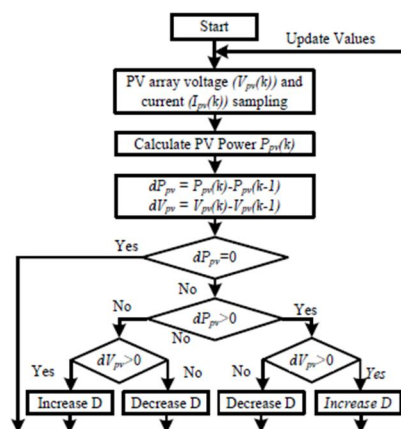 Start
Update Values
PV array voltage (Vpv(k)) and
current (Ipv(k)) sampling
Calculate PV Power Ppv(k)
dPpv = Ppv(k)-Ppv(k-1)
dVpv = Vpv(k)-Vpv(k-1)
Yes
dPpv=0
No
No
dPpv>0
Yes
No
dVpv>0
dVpv>0
Yes
No
No
Yes
Increase D
Decrease D
Decrease D
Increase D